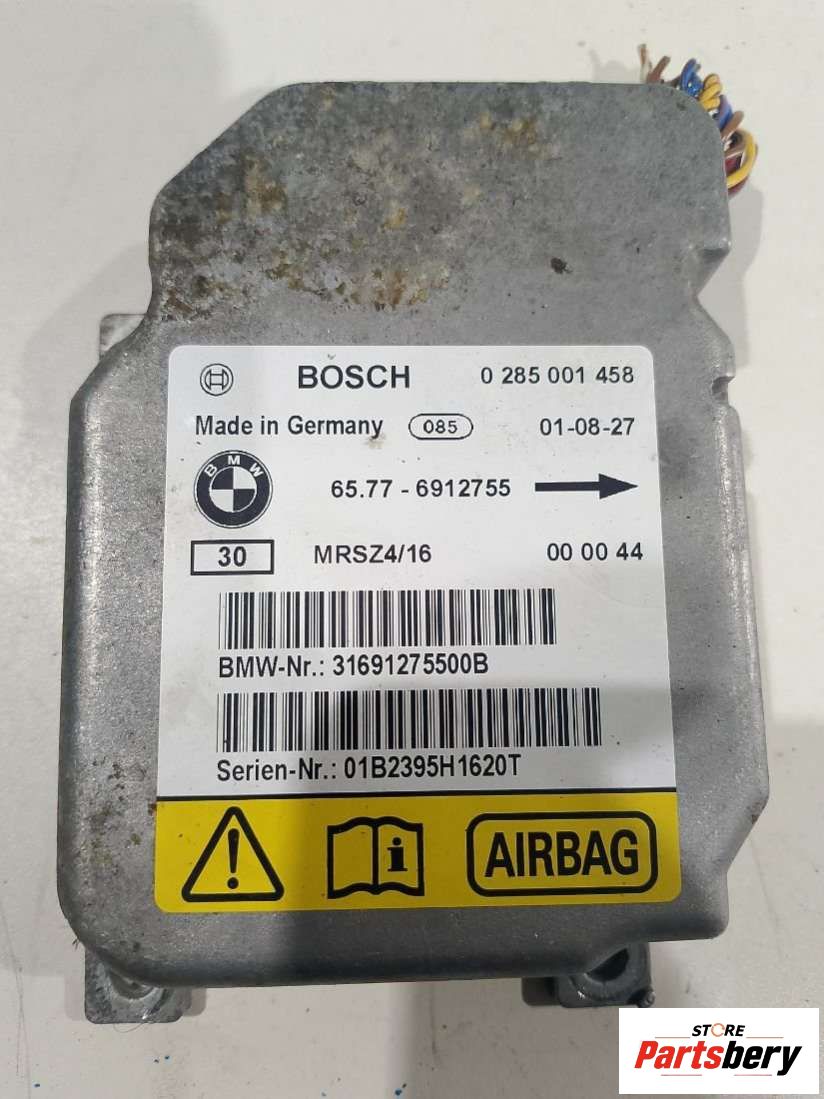 BOSCH 0 285 001 458
Made in Germany 085 01-08-27
BMW 65.77 - 6912755
30 MRSZ4/16 00 00 44
BMW-Nr.: 31691275500B
Serien-Nr.: 01B2395H1620T
AIRBAG
STORE
Partsbery